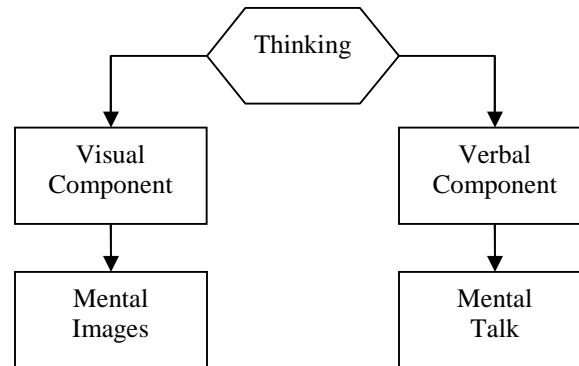 Thinking
Visual
Component
Verbal
Component
Mental
Images
Mental
Talk